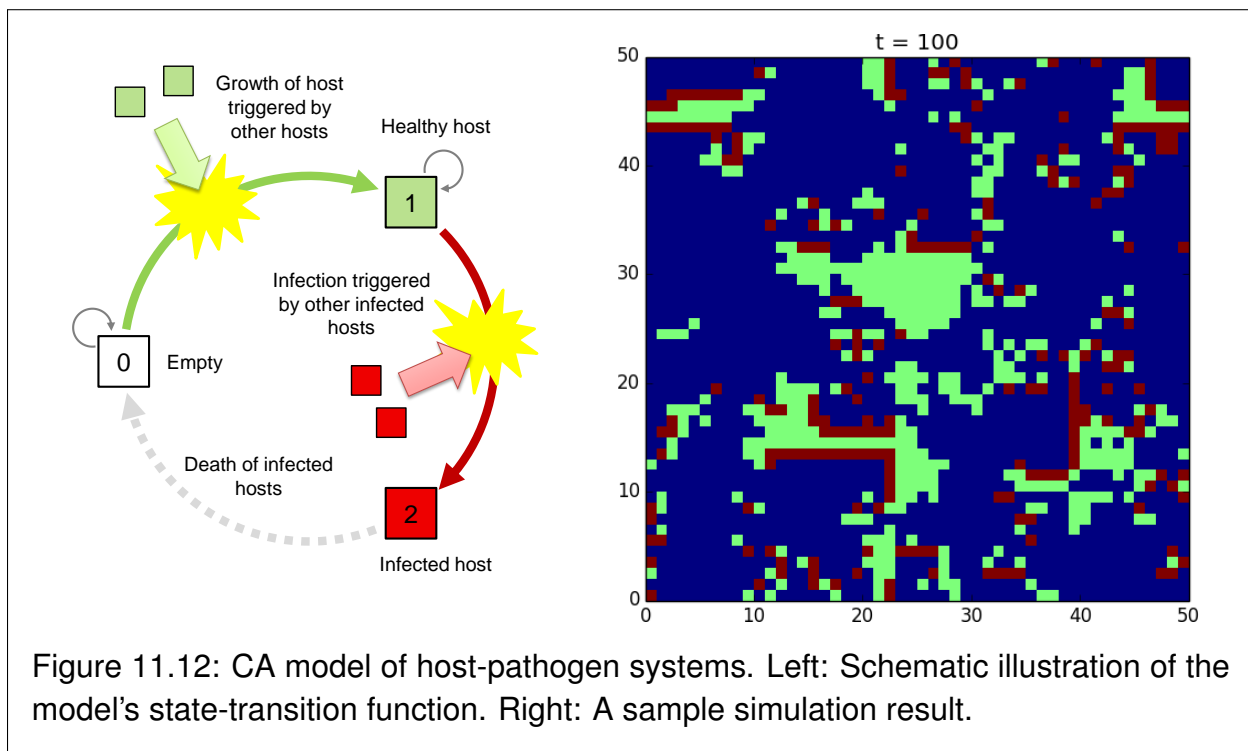 Growth of host
triggered by
other hosts
Healthy host
1
Infection triggered
by other infected
hosts
0
Empty
Death of infected
hosts
2
Infected host
t = 100
50
40
30
20
10
0
0
10
20
30
40
50
Figure 11.12: CA model of host-pathogen systems. Left: Schematic illustration of the
model's state-transition function. Right: A sample simulation result.